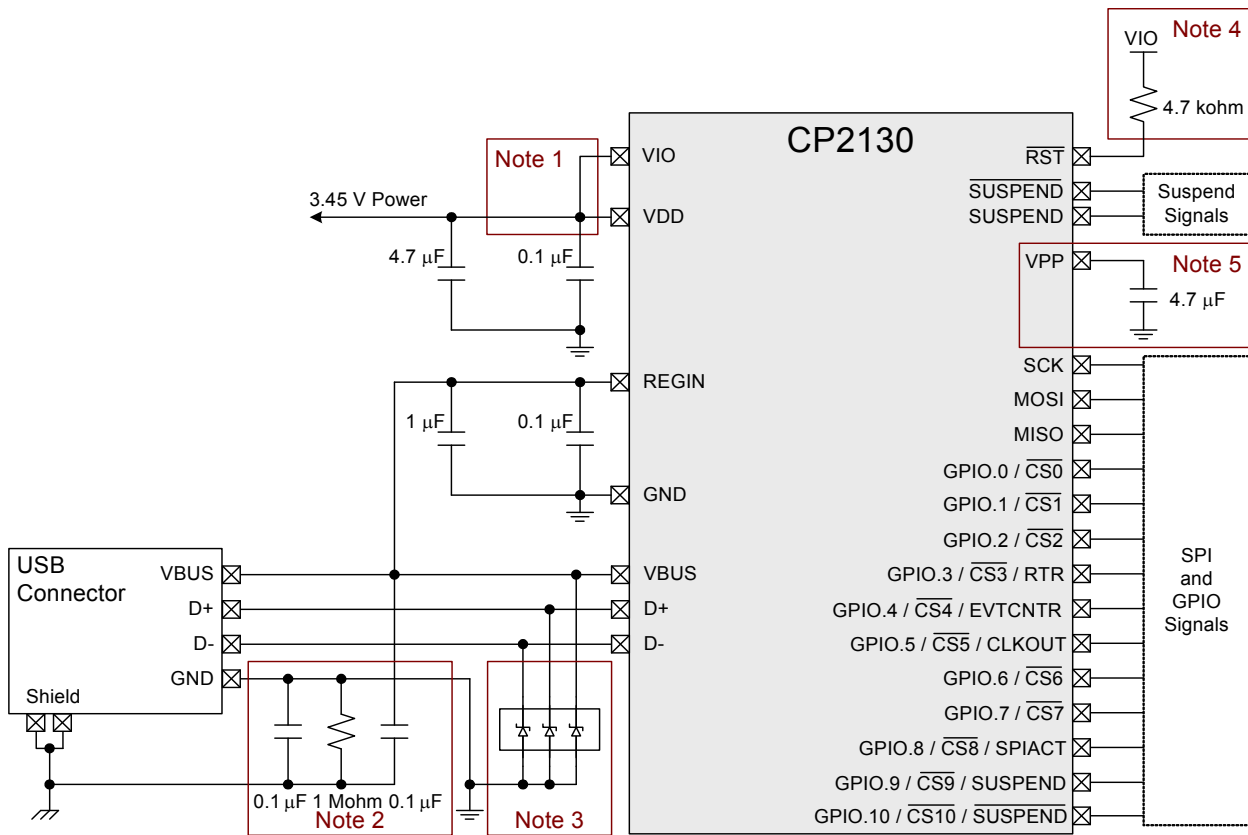 VIO
Note 4
4.7 kohm
CP2130
Note 1
VIO
RST
3.45 V Power
VDD
SUSPEND
SUSPEND
Suspend
Signals
4.7 μF
0.1 μF
VPP
Note 5
4.7 μF
REGIN
1 μF
0.1 μF
GND
SCK
MOSI
MISO
GPIO.0 / CS0
GPIO.1 / CS1
GPIO.2 / CS2
GPIO.3 / CS3 / RTR
GPIO.4 / CS4 / EVTCNTR
GPIO.5 / CS5 / CLKOUT
GPIO.6 / CS6
GPIO.7 / CS7
GPIO.8 / CS8 / SPIACT
GPIO.9 / CS9 / SUSPEND
GPIO.10 / CS10 / SUSPEND
SPI
and
GPIO
Signals
USB
Connector
VBUS
D+
D-
GND
Shield
VBUS
D+
D-
0.1 μF 1 Mohm 0.1 μF
Note 2
Note 3